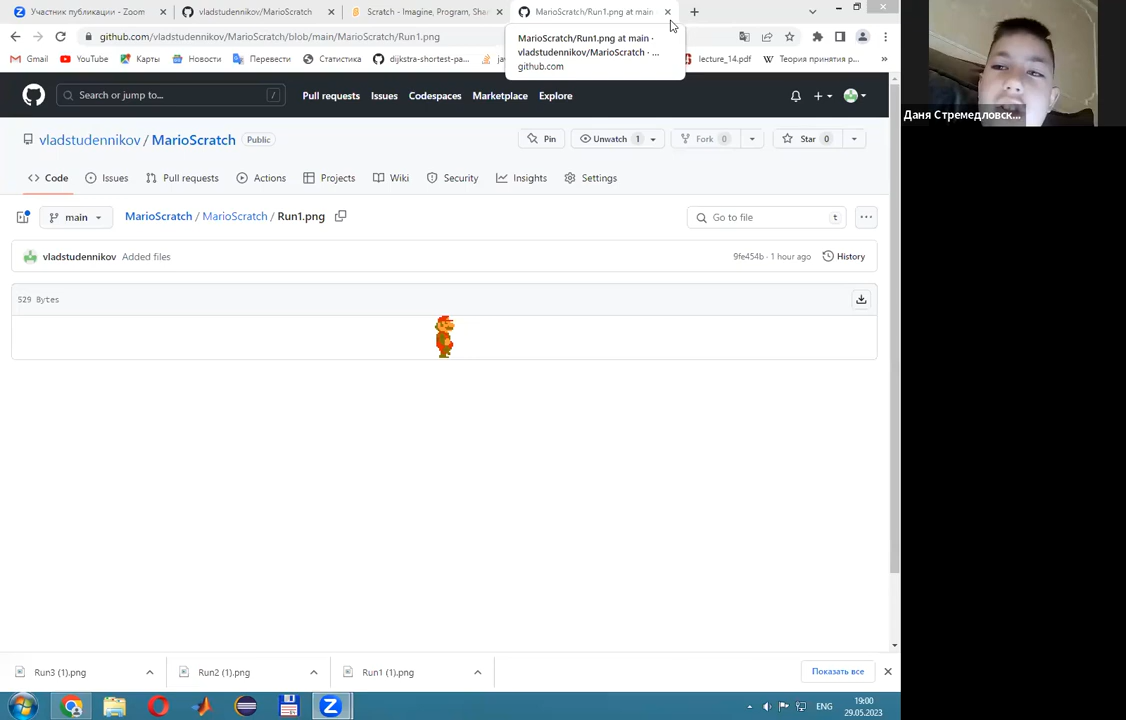 Участник публикации - Zoom
vladstudennikov/MarioScratch
Scratch - Imagine, Program, Sha
MarioScratch/Run1.png at main
github.com/vladstudennikov/MarioScratch/blob/main/MarioScratch/Run1.png
MarioScratch/Run1.png at main ·
vladstudennikov/MarioScratch · ...
github.com
Gmail
YouTube
Карты
Новости
Перевести
Статистика
dijkstra-shortest-pa...
lecture_14.pdf
Теория принятия р...
»
Search or jump to...
/
Pull requests
Issues
Codespaces
Marketplace
Explore
vladstudennikov / MarioScratch
Public
Pin
Unwatch 1
Fork 0
Star 0
Code
Issues
Pull requests
Actions
Projects
Wiki
Security
Insights
Settings
main
MarioScratch / MarioScratch / Run1.png
Go to file
t
vladstudennikov Added files
9fe454b · 1 hour ago
History
529 Bytes
Run3 (1).png
Run2 (1).png
Run1 (1).png
Показать все
ENG
19:00
29.05.2023
Даня Стремедловск...